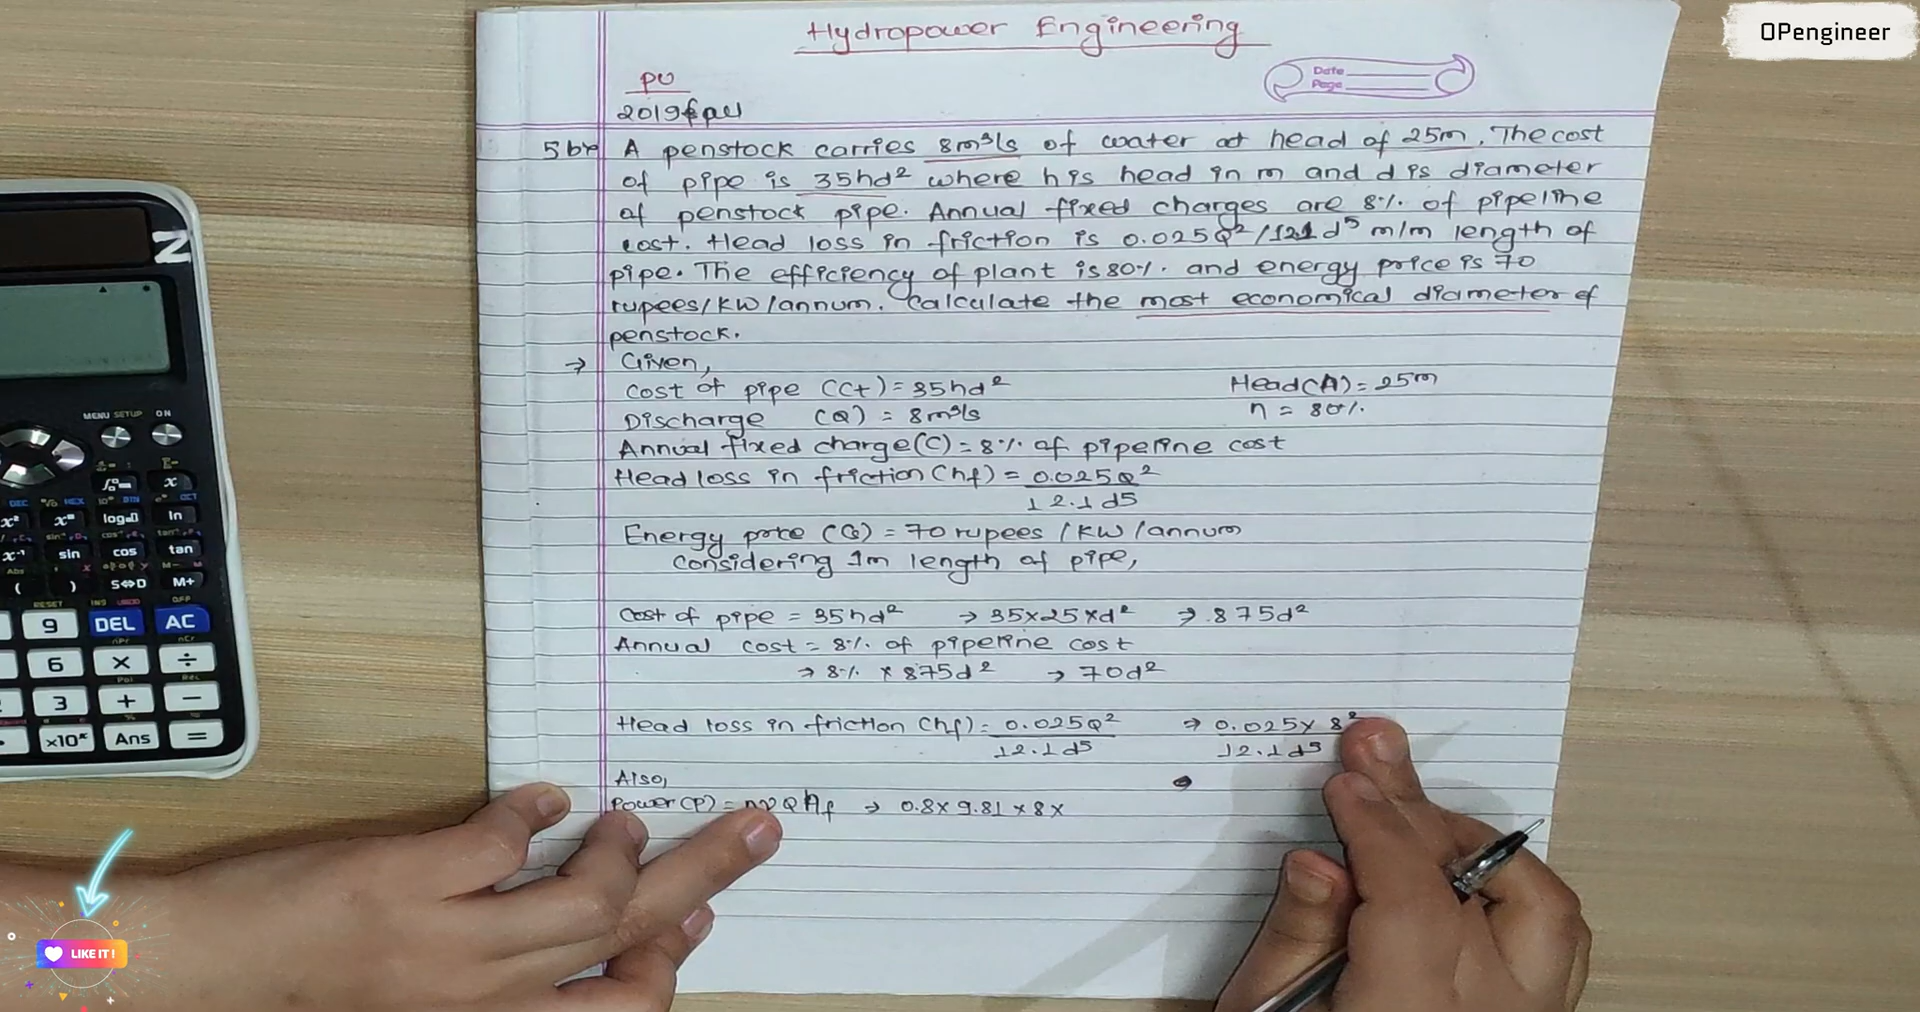 OPengineer
Hydropower Engineering
Date
Page
PU
2019 fall
5b> A penstock carries 8m³/s of water at head of 25m. The cost
of pipe is 35hd² where h is head in m and d is diameter
of penstock pipe. Annual fixed charges are 8% of pipeline
cost. Head loss in friction is 0.025Q²/12.1d⁵ m/m length of
pipe. The efficiency of plant is 80% and energy price is 70
rupees/KW/annum. Calculate the most economical diameter of
penstock.
→ Given,
Cost of pipe (Ct) = 35hd² Head(h) = 25m
Discharge (Q) = 8m³/s η = 80%
Annual fixed charge(C) = 8% of pipeline cost
Head loss in friction (hf) = 0.025Q²
12.1d5
Energy price (G) = 70 rupees /KW/annum
Considering 1m length of pipe,
Cost of pipe = 35hd² → 35×25×d² → 875d²
Annual cost = 8% of pipeline cost
→ 8% × 875d² → 70d²
Head loss in friction (hf) = 0.025Q² → 0.025× 8²
12.1d5 12.1d5
Also,
Power(P) = ηγQhf → 0.8× 9.81 × 8×
MENU SETUP ON
x
log▫□ ln
sin cos tan
( ) S⇔D M+
9 DEL AC
6 × ÷
3 + −
×10ˣ Ans =
LIKE IT !